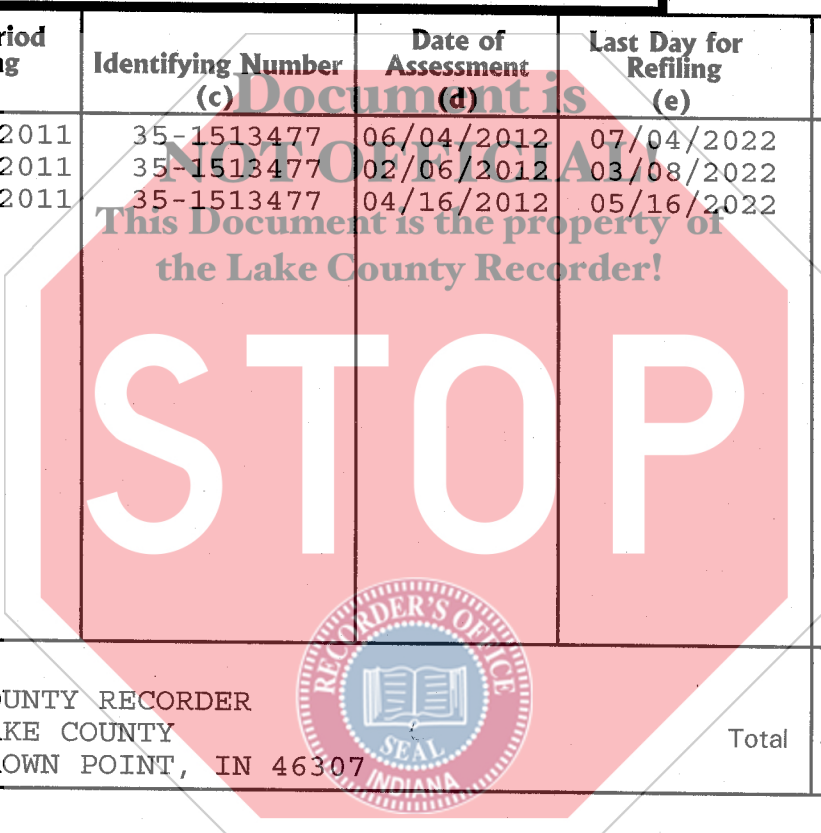 riod Date of Last Day for
g Identifying Number Assessment Refiling
(c) (d) (e)
2011 35-1513477 06/04/2012 07/04/2022
2011 35-1513477 02/06/2012 03/08/2022
2011 35-1513477 04/16/2012 05/16/2022
Document is
NOT OFFICIAL!
This Document is the property of
the Lake County Recorder!
STOP
OUNTY RECORDER
AKE COUNTY
OWN POINT, IN 46307
Total
RECORDER'S OFFICE
SEAL
INDIANA